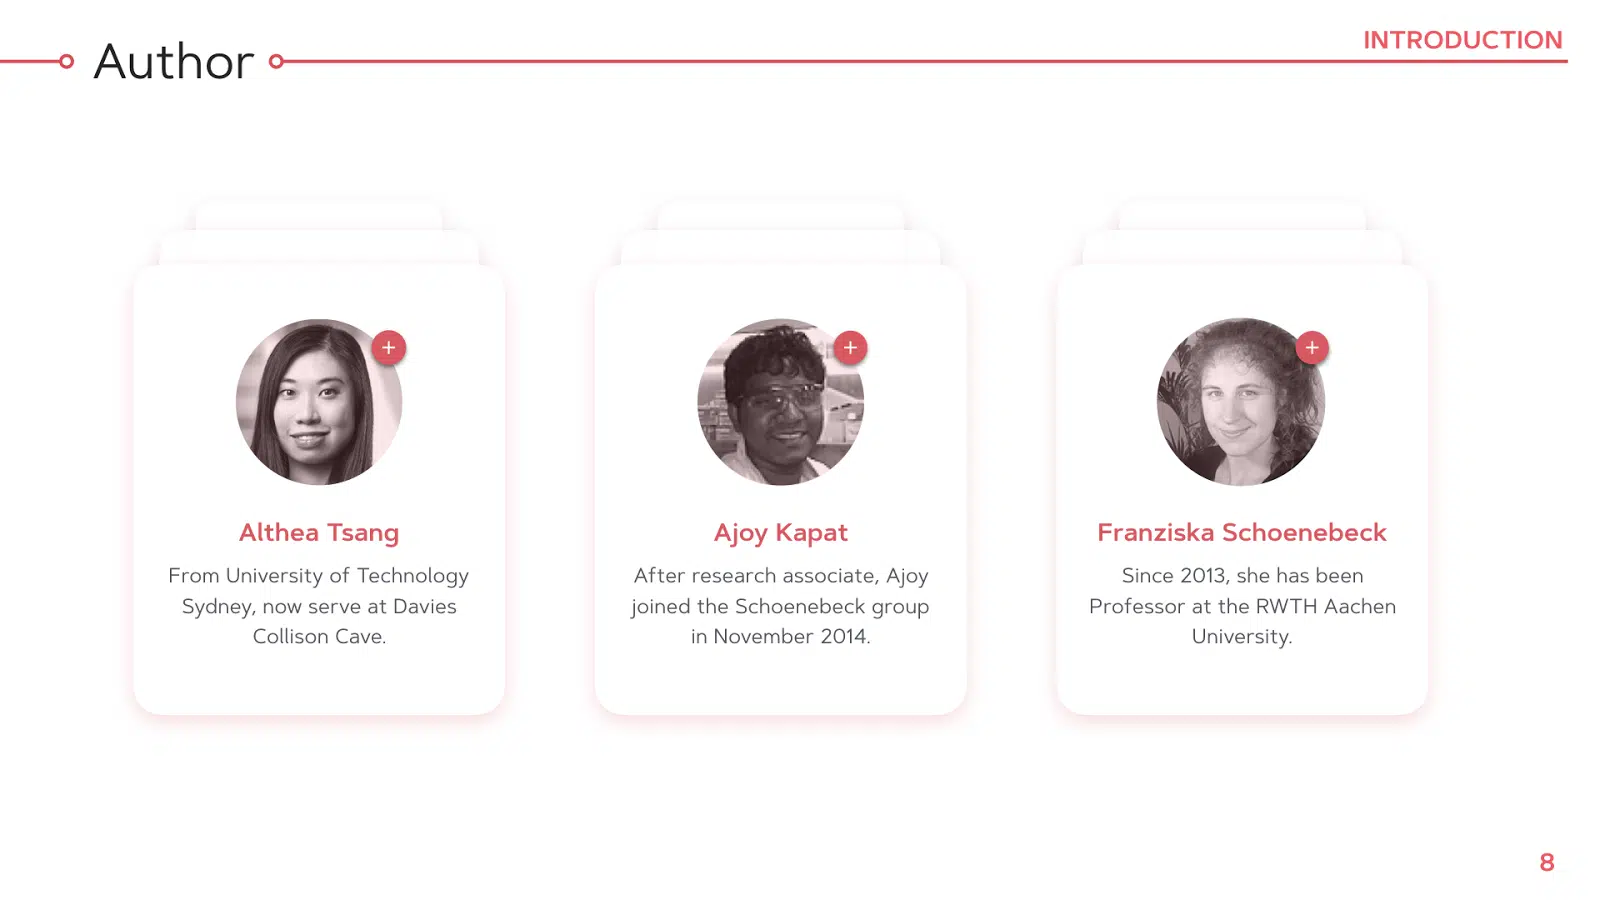 INTRODUCTION
Author
Althea Tsang
From University of Technology
Sydney, now serve at Davies
Collison Cave.
Ajoy Kapat
After research associate, Ajoy
joined the Schoenebeck group
in November 2014.
Franziska Schoenebeck
Since 2013, she has been
Professor at the RWTH Aachen
University.
8